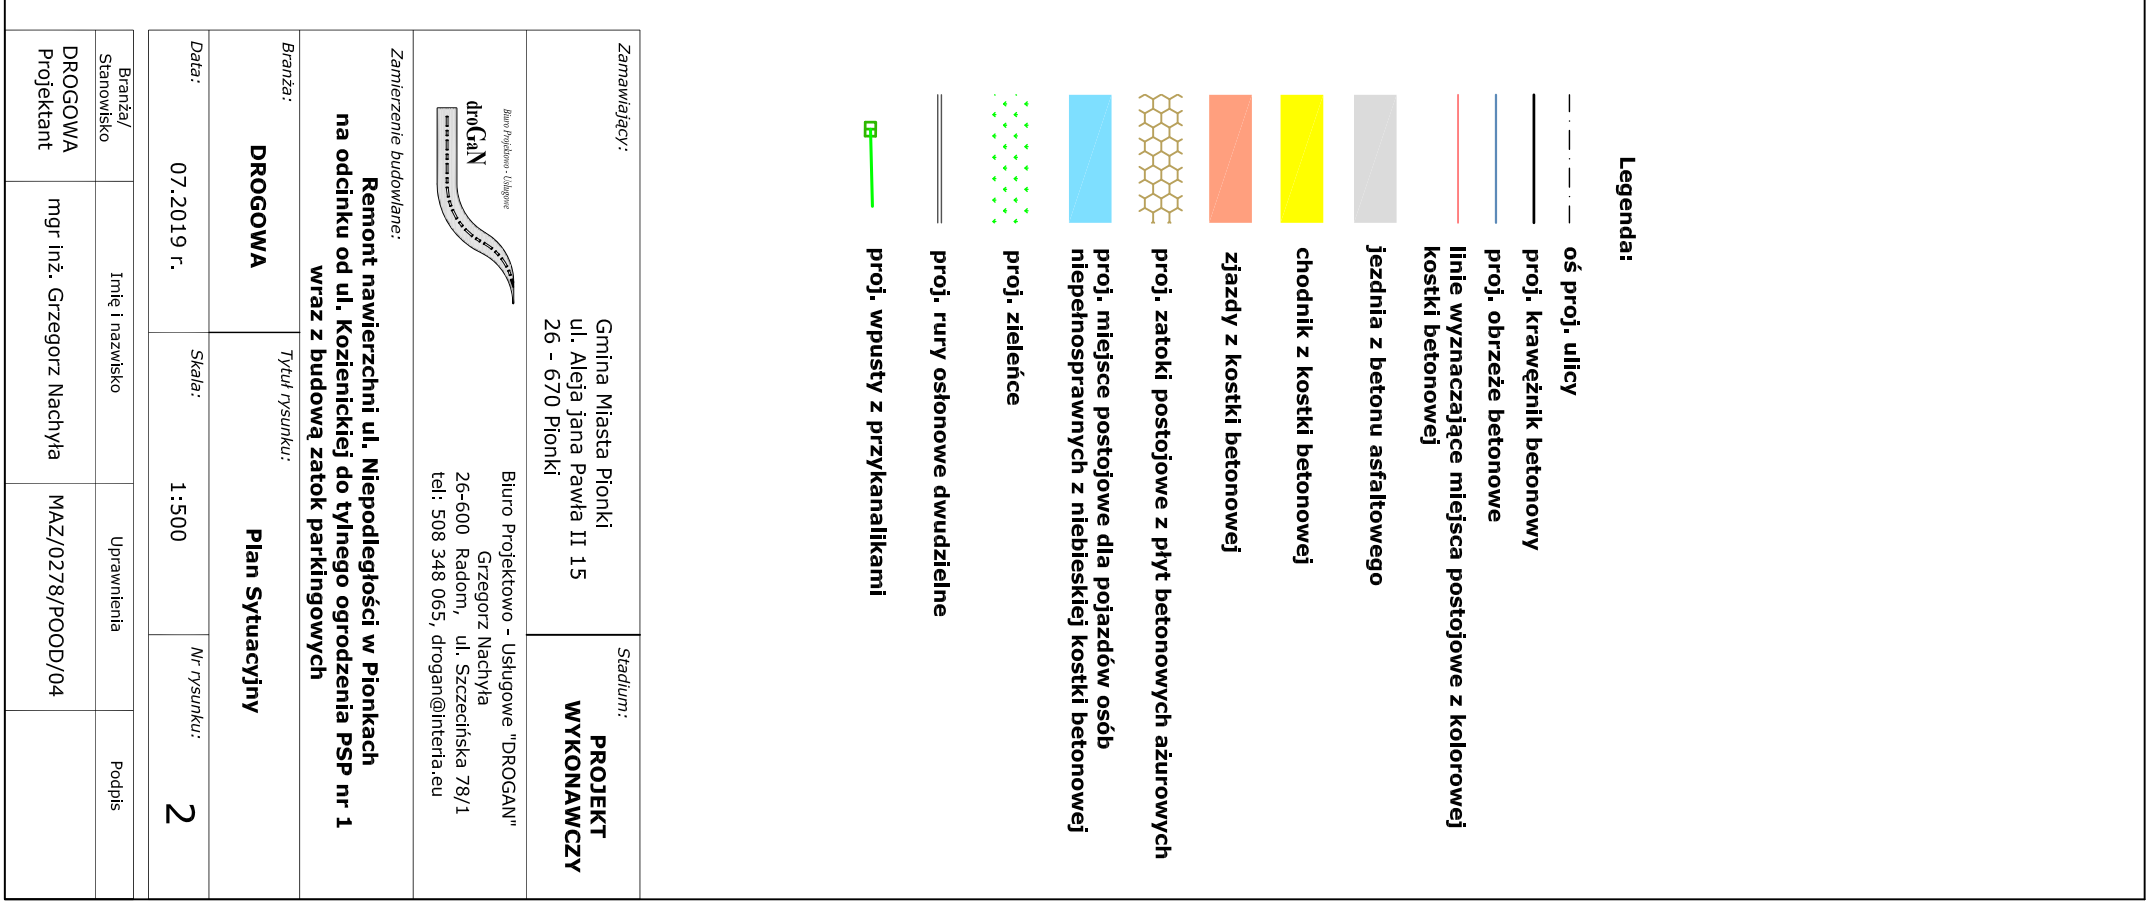 Legenda:
oś proj. ulicy
proj. krawężnik betonowy
proj. obrzeże betonowe
linie wyznaczające miejsca postojowe z kolorowej
kostki betonowej
jezdnia z betonu asfaltowego
chodnik z kostki betonowej
zjazdy z kostki betonowej
proj. zatoki postojowe z płyt betonowych ażurowych
proj. miejsce postojowe dla pojazdów osób
niepełnosprawnych z niebieskiej kostki betonowej
proj. zieleńce
proj. rury osłonowe dwudzielne
proj. wpusty z przykanalikami
Zamawiający:
Gmina Miasta Pionki
ul. Aleja jana Pawła II 15
26 - 670 Pionki
Stadium:
PROJEKT
WYKONAWCZY
Biuro Projektowo - Usługowe
droGaN
Biuro Projektowo - Usługowe "DROGAN"
Grzegorz Nachyła
26-600 Radom, ul. Szczecińska 78/1
tel: 508 348 065, drogan@interia.eu
Zamierzenie budowlane:
Remont nawierzchni ul. Niepodległości w Pionkach
na odcinku od ul. Kozienickiej do tylnego ogrodzenia PSP nr 1
wraz z budową zatok parkingowych
Branża:
DROGOWA
Tytuł rysunku:
Plan Sytuacyjny
Data:
07.2019 r.
Skala:
1:500
Nr rysunku:
2
Branża/
Stanowisko
Imię i nazwisko
Uprawnienia
Podpis
DROGOWA
Projektant
mgr inż. Grzegorz Nachyła
MAZ/0278/POOD/04